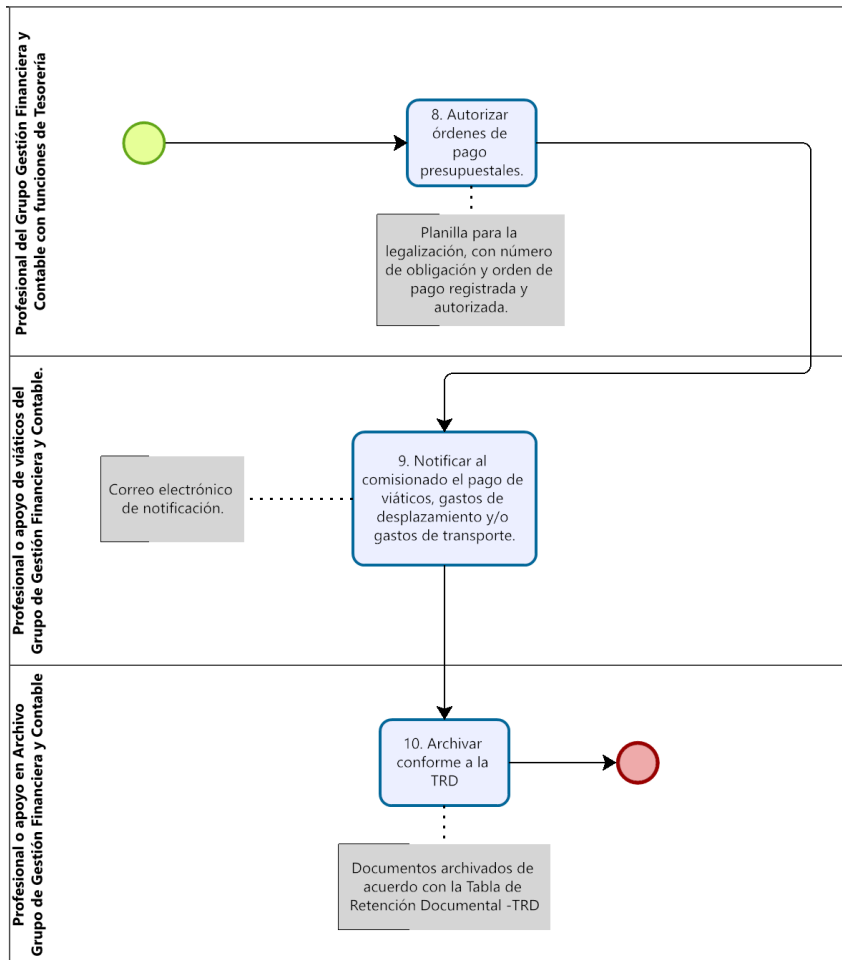 Profesional del Grupo Gestión Financiera y
Contable con funciones de Tesorería
8. Autorizar
órdenes de
pago
presupuestales.
Planilla para la
legalización, con número
de obligación y orden de
pago registrada y
autorizada.
Profesional o apoyo de viáticos del
Grupo de Gestión Financiera y Contable.
9. Notificar al
comisionado el pago de
viáticos, gastos de
desplazamiento y/o
gastos de transporte.
Correo electrónico
de notificación.
Profesional o apoyo en Archivo
Grupo de Gestión Financiera y Contable
10. Archivar
conforme a la
TRD
Documentos archivados de
acuerdo con la Tabla de
Retención Documental -TRD